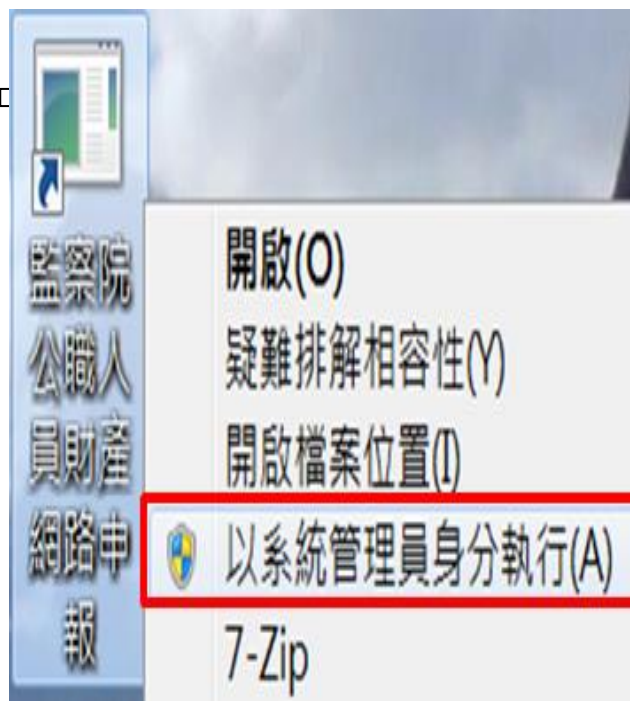 監察院
公職人
員財產
網路申
報
開啟(O)
疑難排解相容性(Y)
開啟檔案位置(I)
以系統管理員身分執行(A)
7-Zip